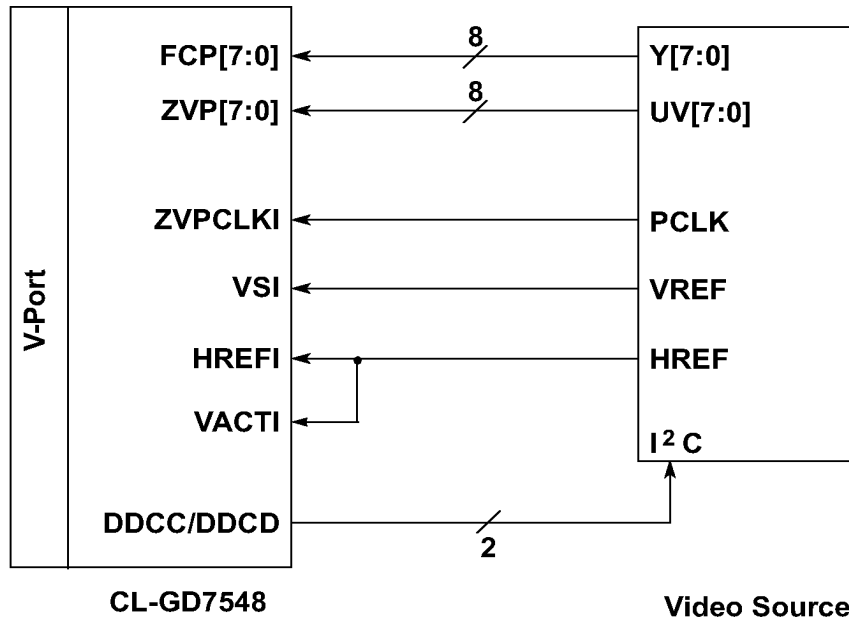 FCP[7:0]
8
Y[7:0]
ZVP[7:0]
8
UV[7:0]
ZVPCLKI
PCLK
V-Port
VSI
VREF
HREFI
HREF
VACTI
I²C
DDCC/DDCD
2
CL-GD7548
Video Source